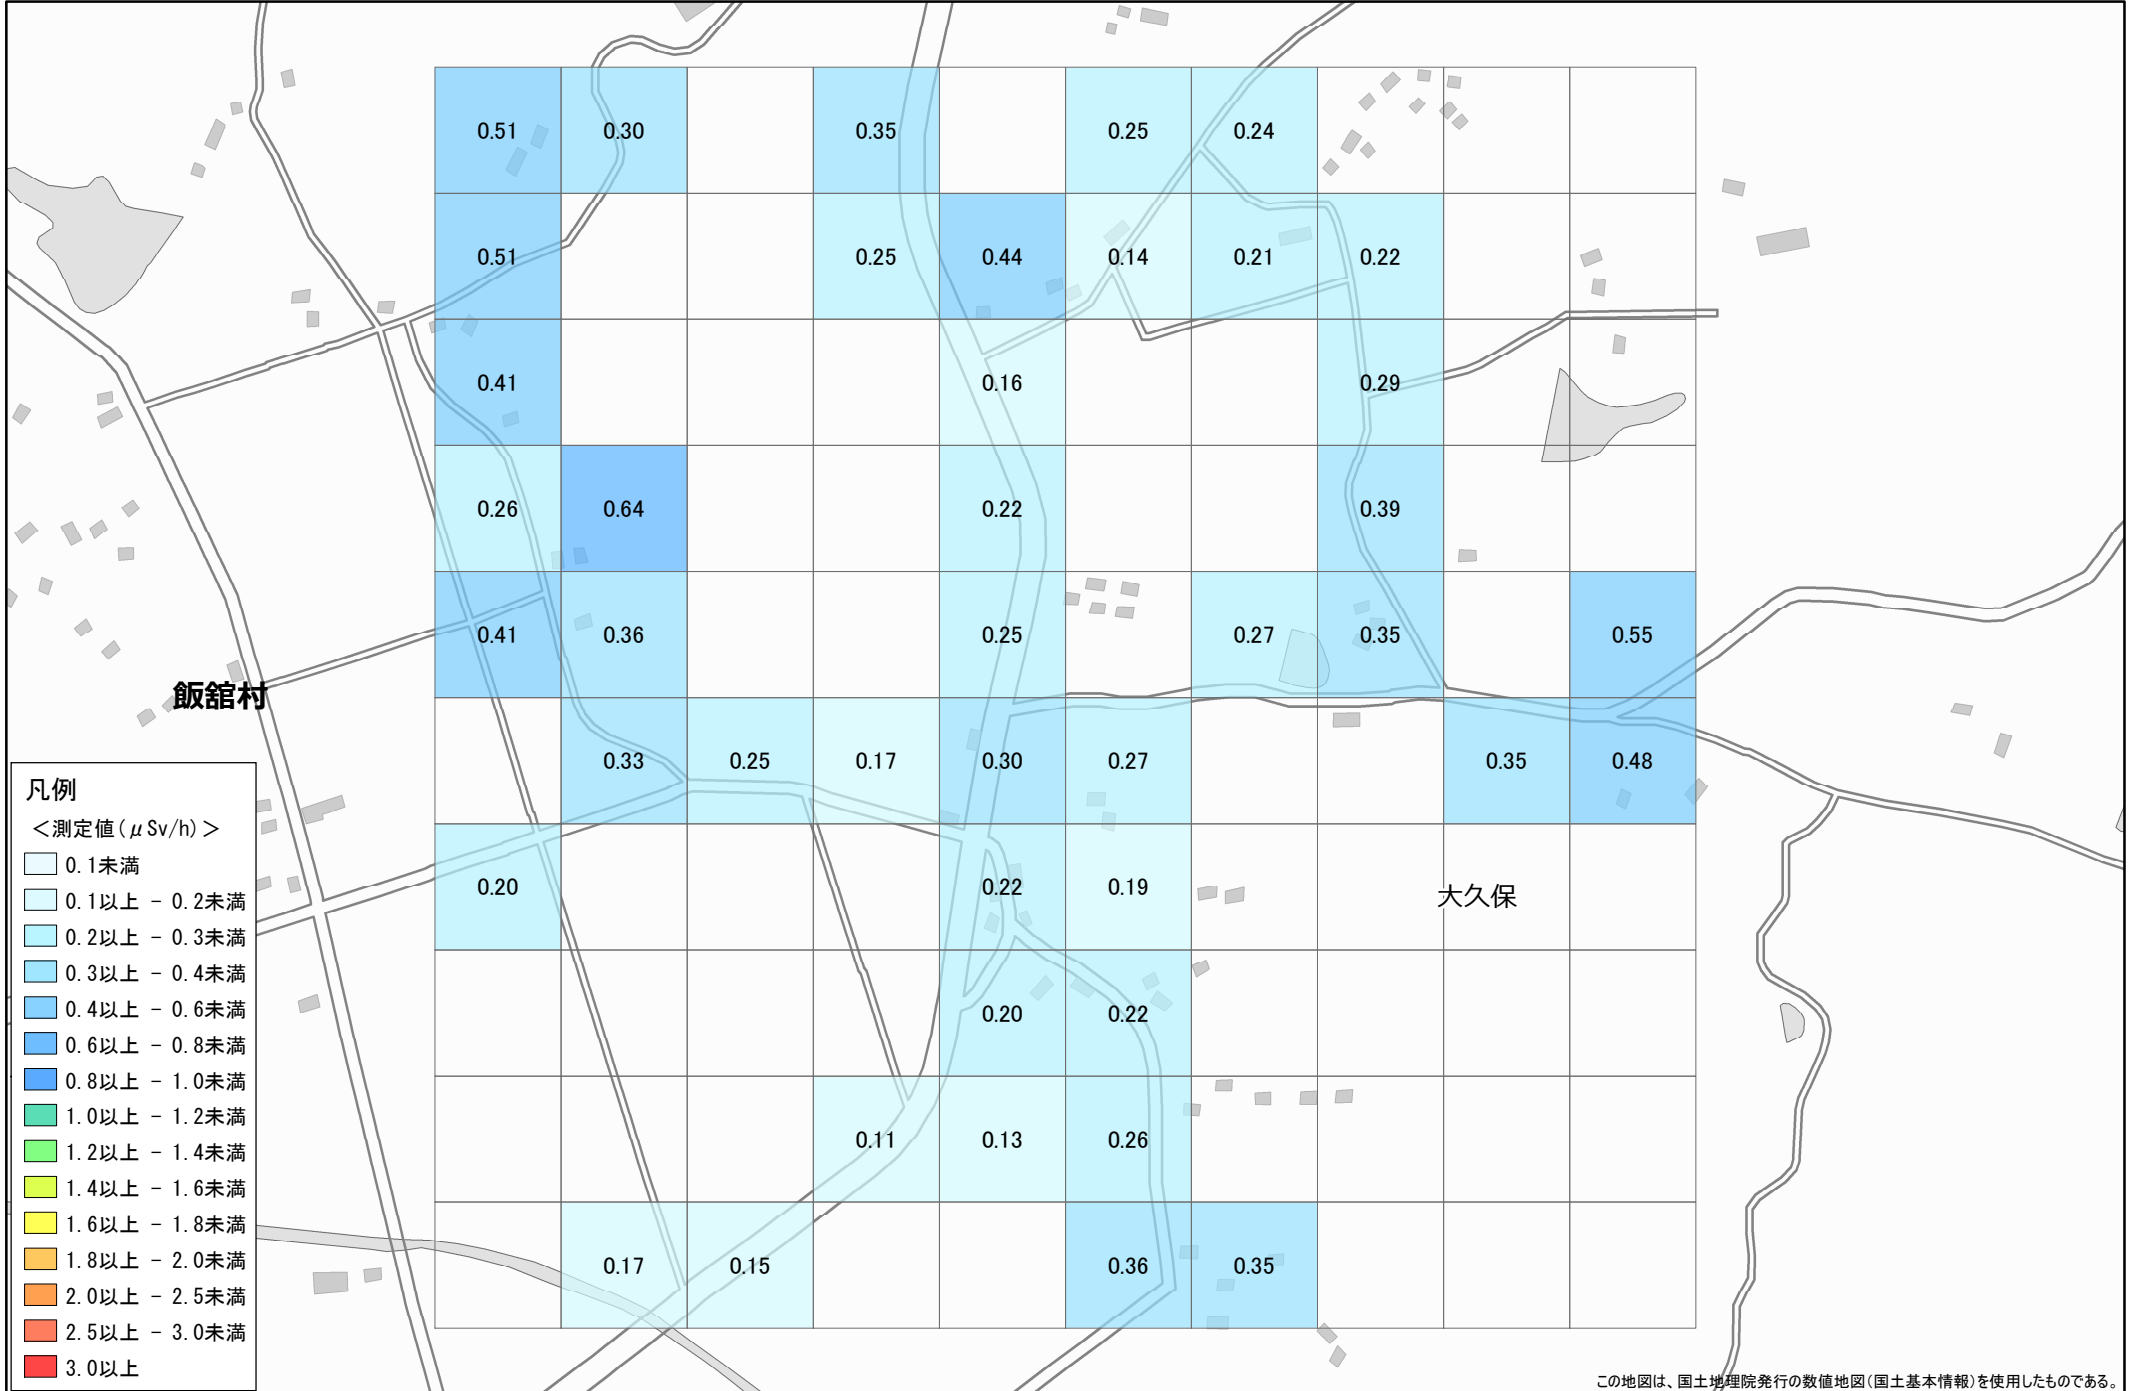 0.51 0.30 0.35 0.25 0.24
0.51 0.25 0.44 0.14 0.21 0.22
0.41 0.16 0.29
0.26 0.64 0.22 0.39
0.41 0.36 0.25 0.27 0.35 0.55
飯舘村
0.33 0.25 0.17 0.30 0.27 0.35 0.48
0.20 0.22 0.19
大久保
0.20 0.22
0.11 0.13 0.26
0.17 0.15 0.36 0.35
凡例
＜測定値(μSv/h)＞
0.1未満
0.1以上 - 0.2未満
0.2以上 - 0.3未満
0.3以上 - 0.4未満
0.4以上 - 0.6未満
0.6以上 - 0.8未満
0.8以上 - 1.0未満
1.0以上 - 1.2未満
1.2以上 - 1.4未満
1.4以上 - 1.6未満
1.6以上 - 1.8未満
1.8以上 - 2.0未満
2.0以上 - 2.5未満
2.5以上 - 3.0未満
3.0以上
この地図は、国土地理院発行の数値地図(国土基本情報)を使用したものである。